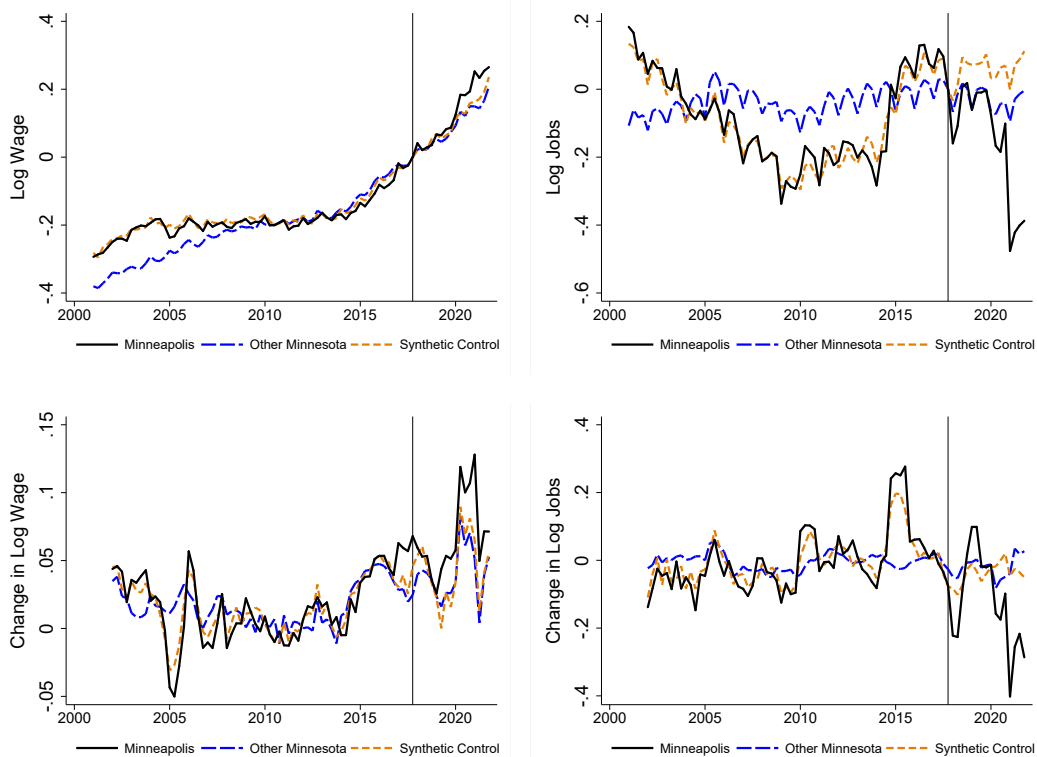 Log Wage
.4
.2
0
.2
-.4
2000 2005 2010 2015 2020
Minneapolis Other Minnesota Synthetic Control
Log Jobs
.2
0
-.2
-.4
-.6
2000 2005 2010 2015 2020
Minneapolis Other Minnesota Synthetic Control
Change in Log Wage
.15
.1
.05
0
-.05
2000 2005 2010 2015 2020
Minneapolis Other Minnesota Synthetic Control
Change in Log Jobs
.4
.2
0
-.2
-.4
2000 2005 2010 2015 2020
Minneapolis Other Minnesota Synthetic Control